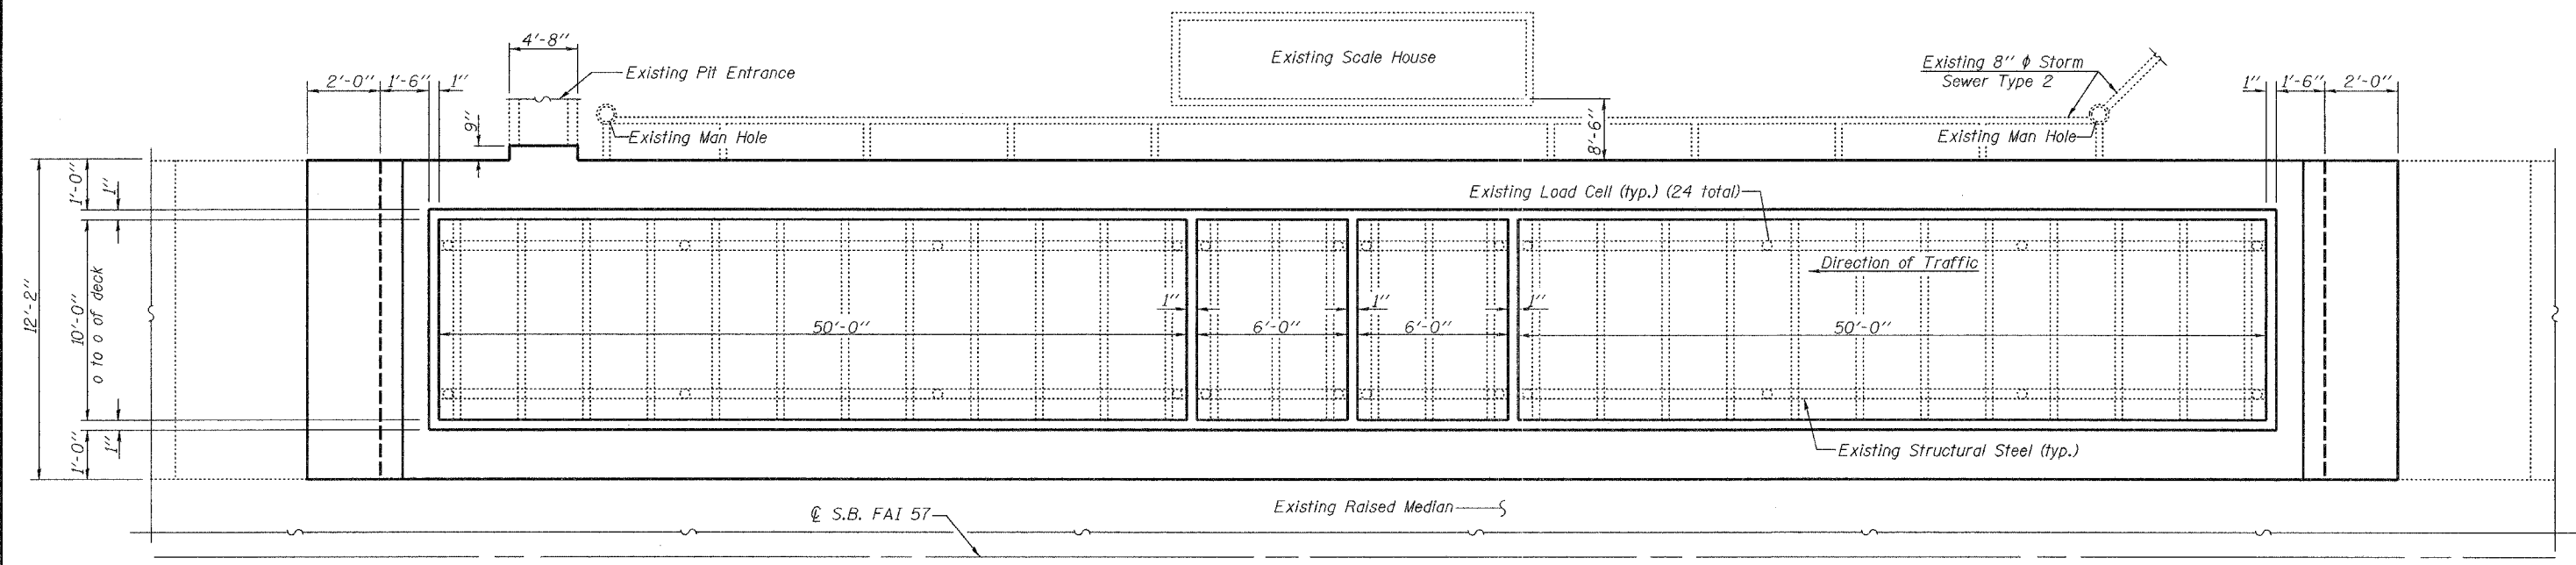 4'-8"
Existing Pit Entrance
Existing Scale House
Existing 8" ϕ Storm
Sewer Type 2
2'-0" 1'-6" 1"
1" 1'-6" 2'-0"
9"
Existing Man Hole
8'-6"
Existing Man Hole
1'-0"
1"
Existing Load Cell (typ.) (24 total)
Direction of Traffic
12'-2"
10'-0"
o to o of deck
1" 1" 1"
50'-0" 6'-0" 6'-0" 50'-0"
1'-0"
1"
Existing Structural Steel (typ.)
Existing Raised Median
℄ S.B. FAI 57